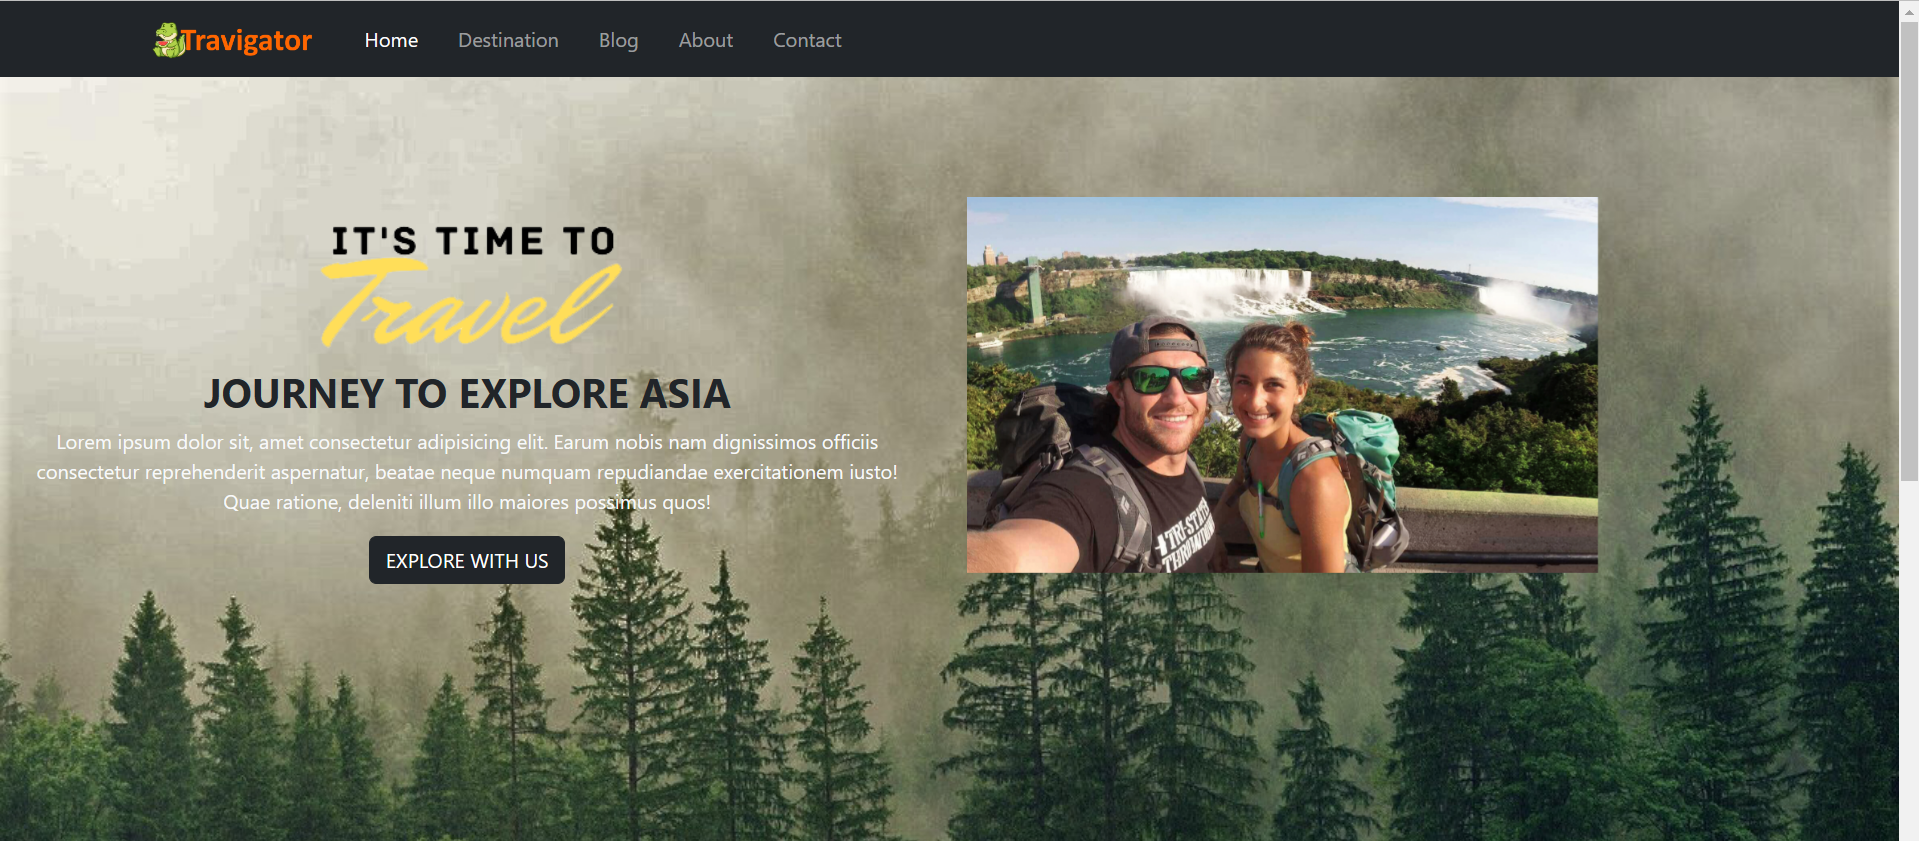 Travigator Home Destination Blog About Contact
IT'S TIME TO
Travel
JOURNEY TO EXPLORE ASIA
Lorem ipsum dolor sit, amet consectetur adipisicing elit. Earum nobis nam dignissimos officiis
consectetur reprehenderit aspernatur, beatae neque numquam repudiandae exercitationem iusto!
Quae ratione, deleniti illum illo maiores possimus quos!
EXPLORE WITH US
TRI-STATE